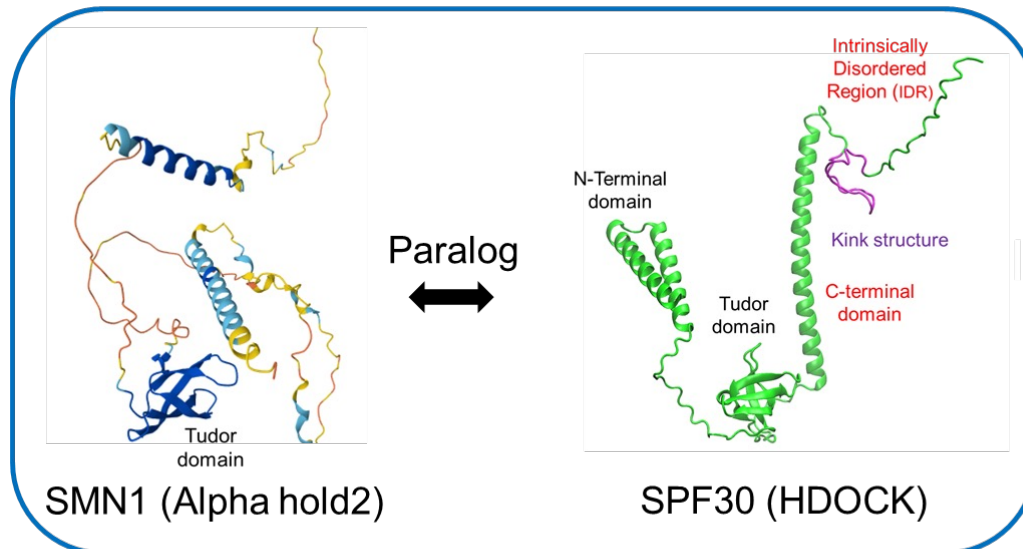 Intrinsically
Disordered
Region (IDR)
N-Terminal
domain
Kink structure
Paralog
C-terminal
domain
Tudor
domain
Tudor
domain
SMN1 (Alpha hold2)
SPF30 (HDOCK)